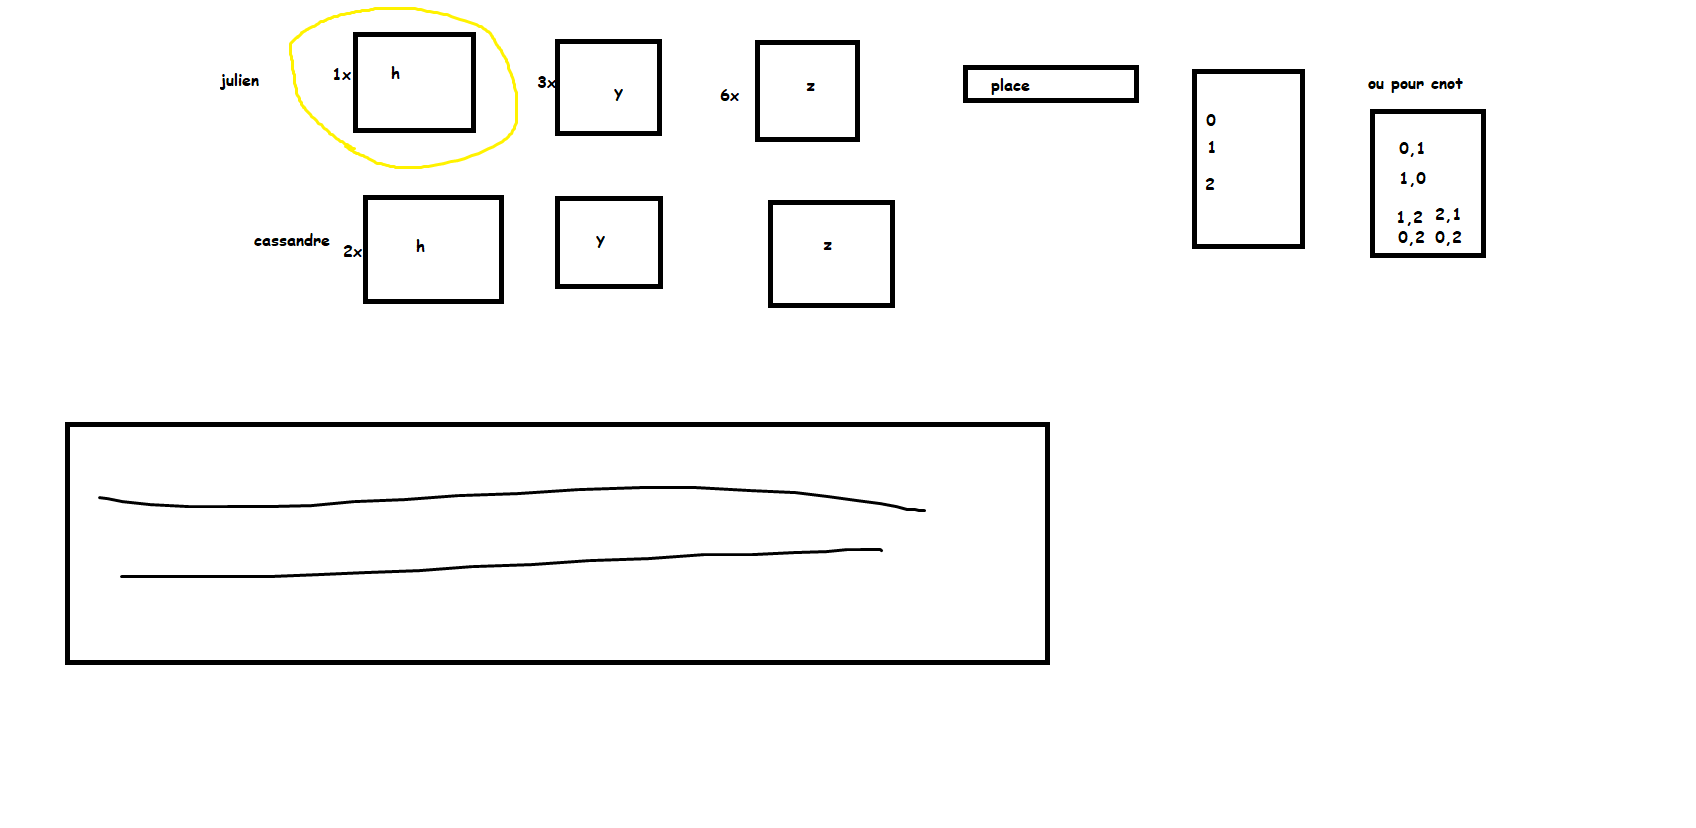 julien 1x h 3x y 6x z place
cassandre 2x h y z
0
1
2
ou pour cnot
0,1
1,0
1,2 2,1
0,2 0,2